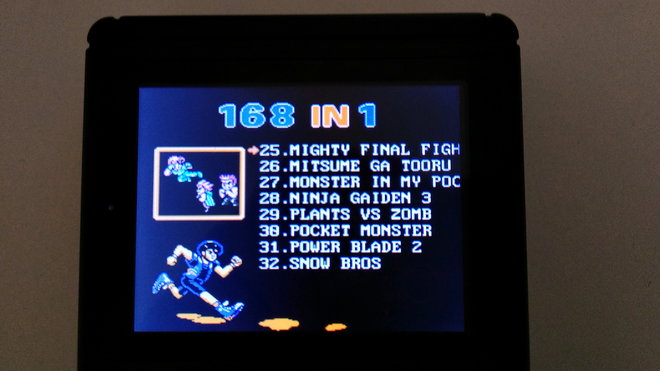 168 IN 1
25.MIGHTY FINAL FIGH
26.MITSUME GA TOORU
27.MONSTER IN MY POC
28.NINJA GAIDEN 3
29.PLANTS VS ZOMB
30.POCKET MONSTER
31.POWER BLADE 2
32.SNOW BROS